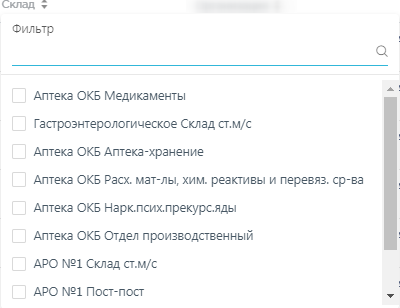 Склад
Фильтр
Аптека ОКБ Медикаменты
Гастроэнтерологическое Склад ст.м/с
Аптека ОКБ Аптека-хранение
Аптека ОКБ Расх. мат-лы, хим. реактивы и перевяз. ср-ва
Аптека ОКБ Нарк.псих.прекурс.яды
Аптека ОКБ Отдел производственный
АРО №1 Склад ст.м/с
АРО №1 Пост-пост